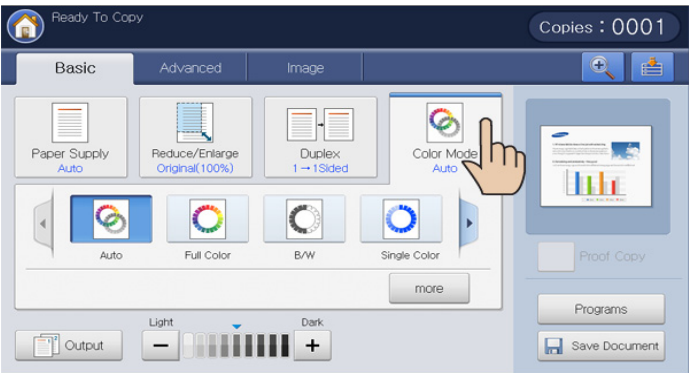 Ready To Copy
Copies : 0001
Basic
Advanced
Image
Paper Supply
Auto
Reduce/Enlarge
Original(100%)
Duplex
1→1Sided
Color Mode
Auto
Auto
Full Color
B/W
Single Color
more
Proof Copy
Programs
Save Document
Output
Light
Dark